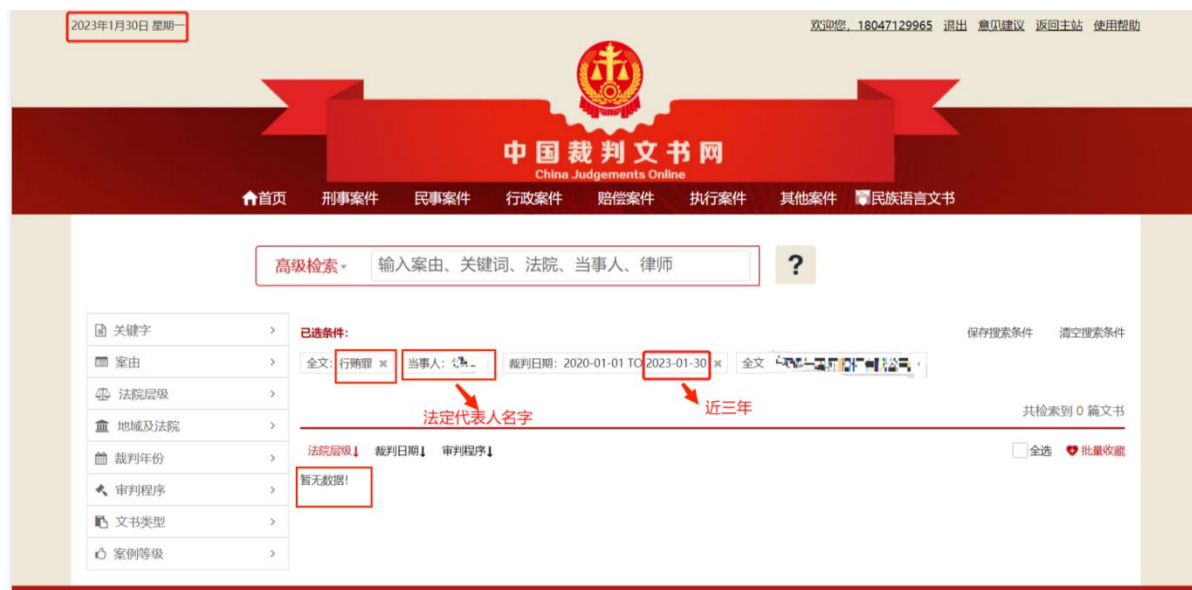 2023年1月30日 星期一
欢迎您，18047129965 退出 意见建议 返回主站 使用帮助
中国裁判文书网
China Judgements Online
首页 刑事案件 民事案件 行政案件 赔偿案件 执行案件 其他案件 民族语言文书
高级检索 输入案由、关键词、法院、当事人、律师 ?
关键字
案由
法院层级
地域及法院
裁判年份
审判程序
文书类型
案例等级
已选条件: 保存搜索条件 清空搜索条件
全文: 行贿罪 × 当事人: 裁判日期: 2020-01-01 TO 2023-01-30 × 全文
法定代表人名字 近三年
共检索到 0 篇文书
法院层级↓ 裁判日期↓ 审判程序↓ 全选 批量收藏
暂无数据!